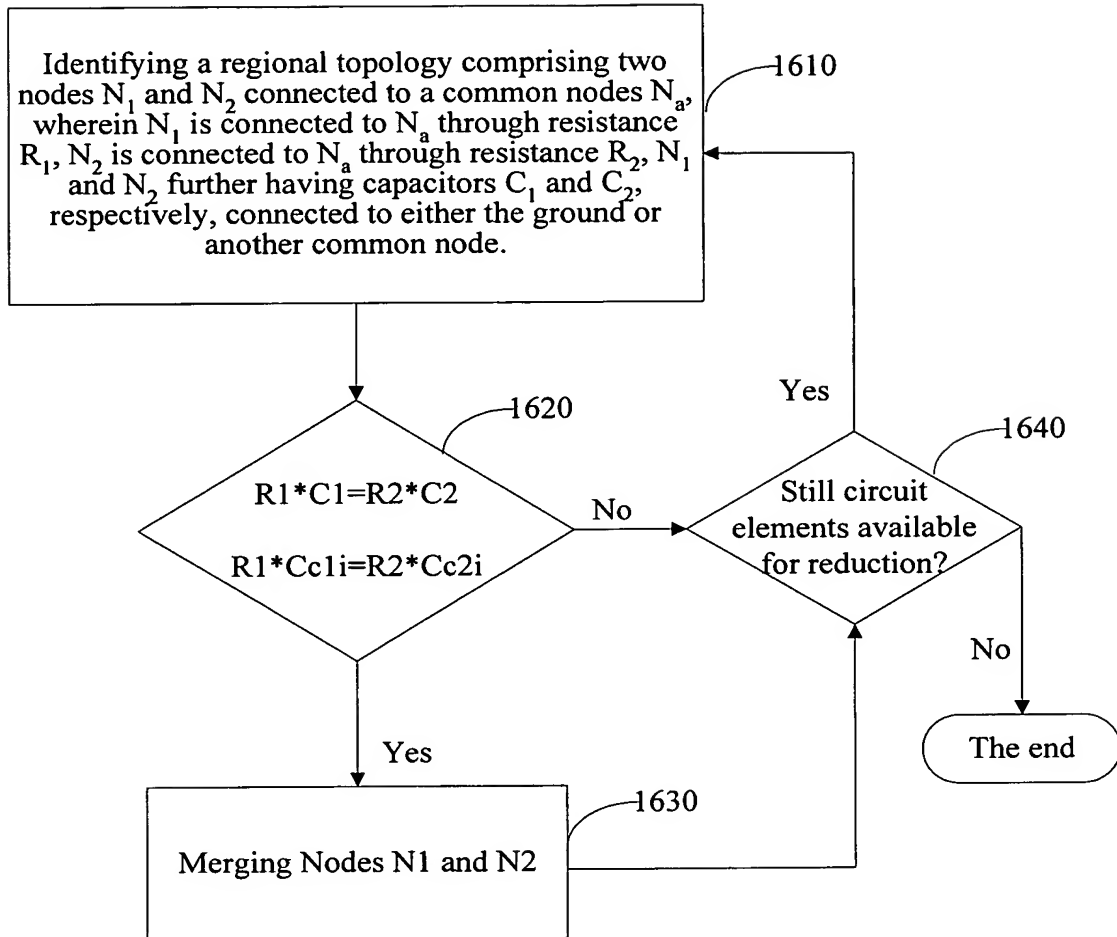 Identifying a regional topology comprising two
nodes N₁ and N₂ connected to a common nodes Nₐ,
wherein N₁ is connected to Nₐ through resistance
R₁, N₂ is connected to Nₐ through resistance R₂, N₁
and N₂ further having capacitors C₁ and C₂,
respectively, connected to either the ground or
another common node.
1610
Yes
1620
1640
R1*C1=R2*C2
R1*Cc1i=R2*Cc2i
No
Still circuit
elements available
for reduction?
No
The end
Yes
1630
Merging Nodes N1 and N2